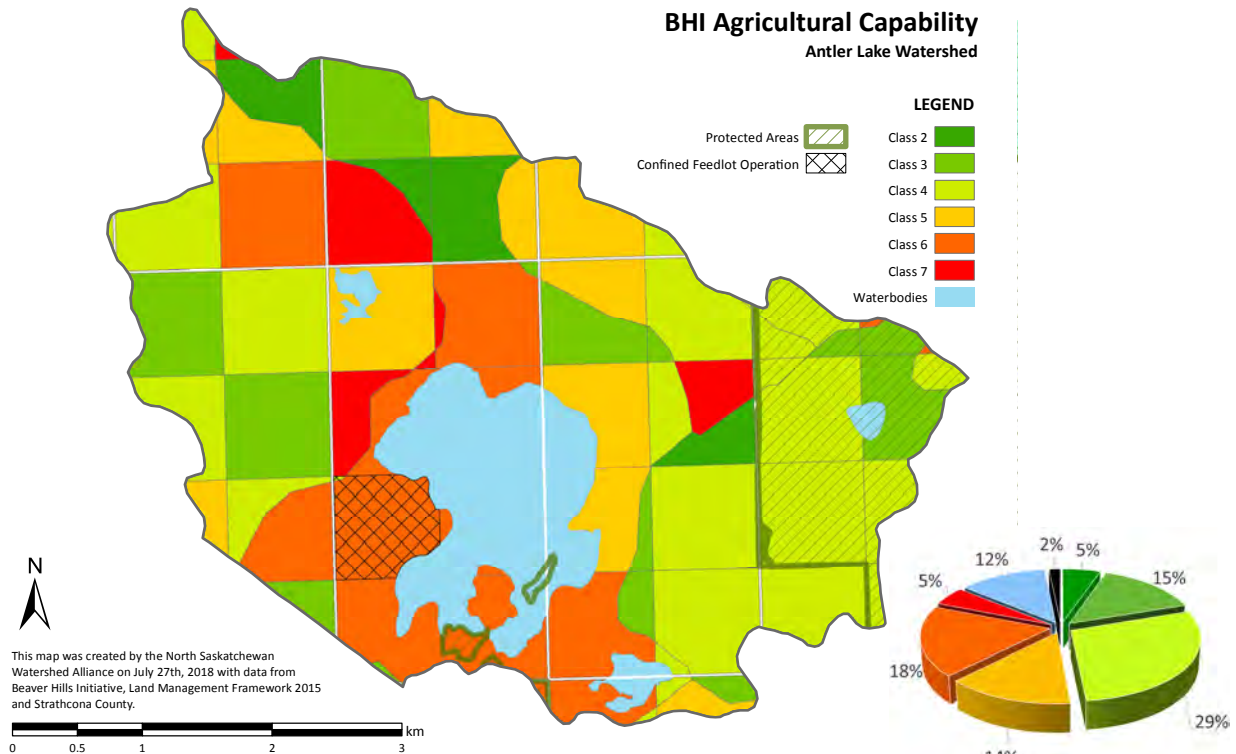 BHI Agricultural Capability
Antler Lake Watershed
LEGEND
Protected Areas
Confined Feedlot Operation
Class 2
Class 3
Class 4
Class 5
Class 6
Class 7
Waterbodies
N
This map was created by the North Saskatchewan
Watershed Alliance on July 27th, 2018 with data from
Beaver Hills Initiative, Land Management Framework 2015
and Strathcona County.
km
0 0.5 1 2 3
2%
5%
12%
15%
5%
18%
29%
14%